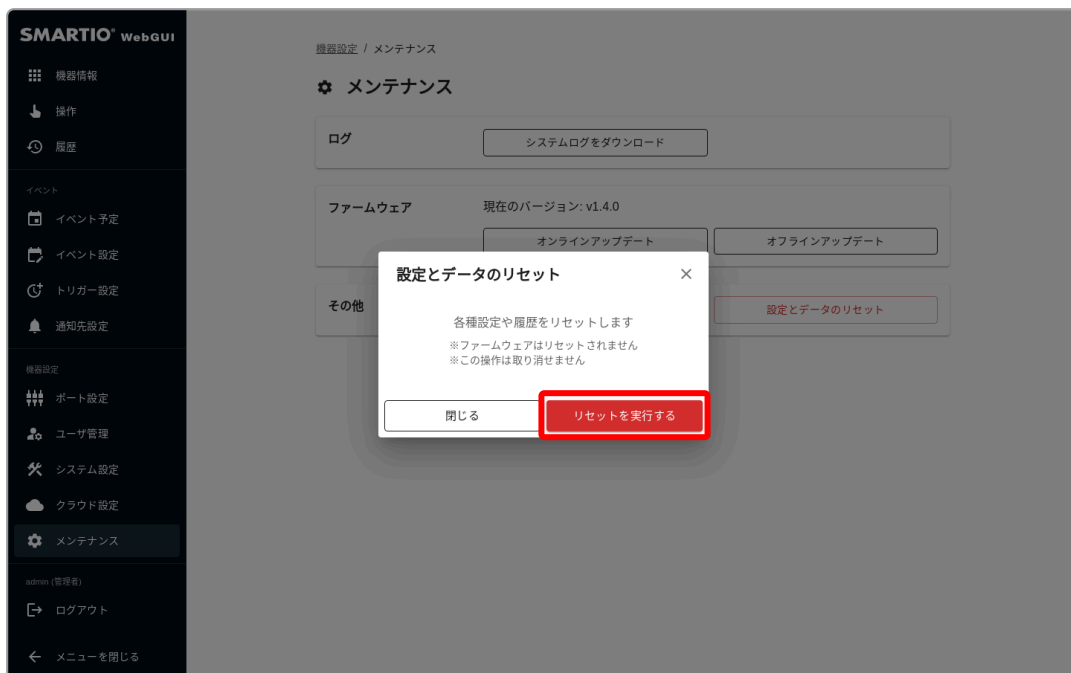 SMARTIO® WebGUI
機器情報
操作
履歴
イベント
イベント予定
イベント設定
トリガー設定
通知先設定
機器設定
ポート設定
ユーザ管理
システム設定
クラウド設定
メンテナンス
admin (管理者)
ログアウト
メニューを閉じる
機器設定 / メンテナンス
メンテナンス
ログ
システムログをダウンロード
ファームウェア
現在のバージョン: v1.4.0
オンラインアップデート
オフラインアップデート
その他
設定とデータのリセット
設定とデータのリセット
各種設定や履歴をリセットします
※ファームウェアはリセットされません
※この操作は取り消せません
閉じる
リセットを実行する